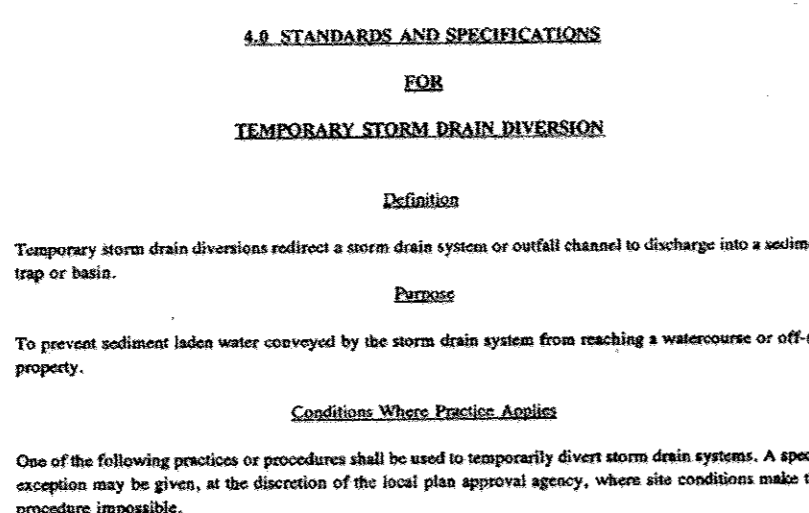 4.0 STANDARDS AND SPECIFICATIONS
FOR
TEMPORARY STORM DRAIN DIVERSION
Definition
Temporary storm drain diversions redirect a storm drain system or outfall channel to discharge into a
trap or basin.
Purpose
To prevent sediment laden water conveyed by the storm drain system from reaching a watercourse or
property.
Conditions Where Practice Applies
One of the following practices or procedures shall be used to temporarily divert storm drain systems. A
exception may be given, at the discretion of the local plan approval agency, where site conditions make
procedure impossible.